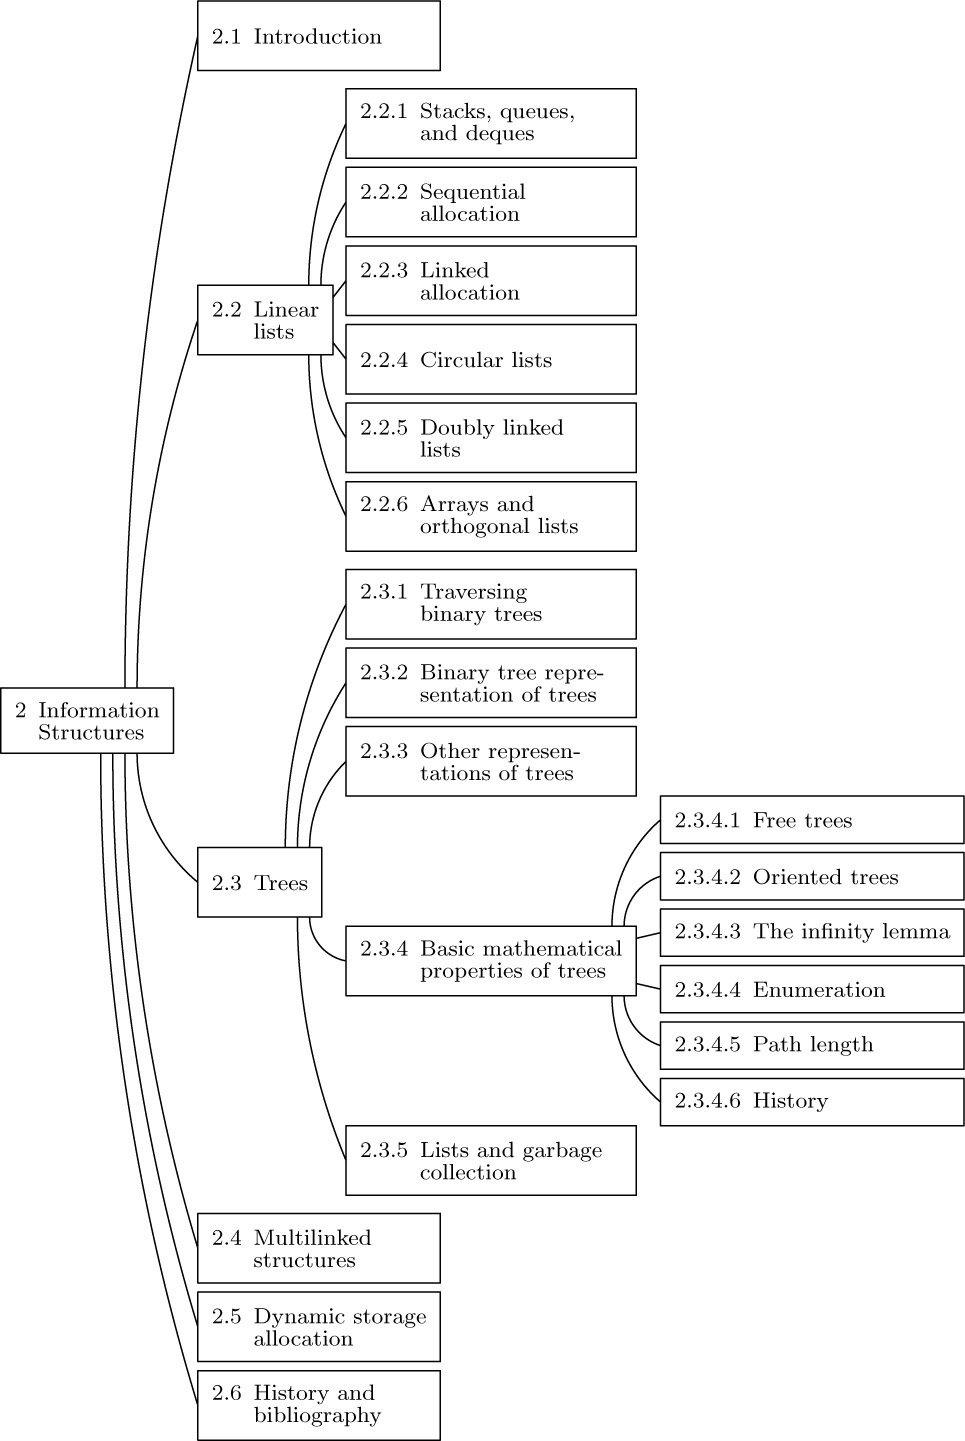 2.1 Introduction
2.2.1 Stacks, queues,
and deques
2.2.2 Sequential
allocation
2.2.3 Linked
allocation
2.2 Linear
lists
2.2.4 Circular lists
2.2.5 Doubly linked
lists
2.2.6 Arrays and
orthogonal lists
2.3.1 Traversing
binary trees
2.3.2 Binary tree repre-
sentation of trees
2 Information
Structures
2.3.3 Other represen-
tations of trees
2.3.4.1 Free trees
2.3.4.2 Oriented trees
2.3 Trees
2.3.4.3 The infinity lemma
2.3.4 Basic mathematical
properties of trees
2.3.4.4 Enumeration
2.3.4.5 Path length
2.3.4.6 History
2.3.5 Lists and garbage
collection
2.4 Multilinked
structures
2.5 Dynamic storage
allocation
2.6 History and
bibliography